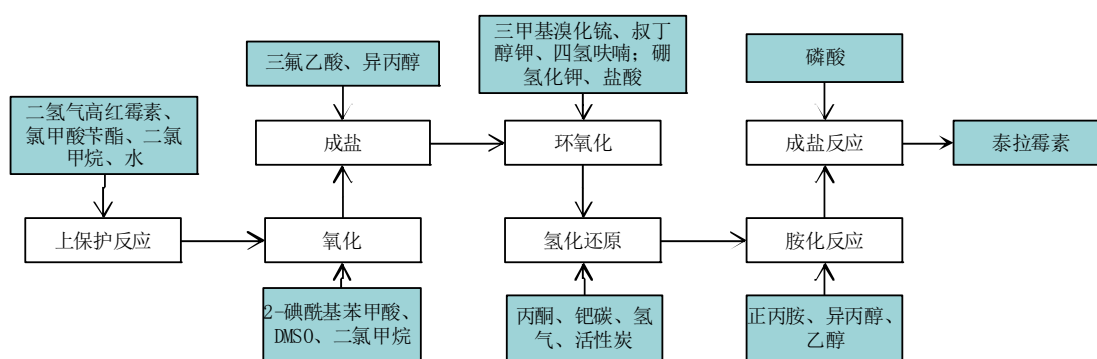 三氟乙酸、异丙醇
三甲基溴化硫、叔丁
醇钾、四氢呋喃；硼
氢化钾、盐酸
磷酸
二氢气高红霉素、
氯甲酸苄酯、二氯
甲烷、水
成盐
环氧化
成盐反应
泰拉霉素
上保护反应
氧化
氢化还原
胺化反应
2-碘酰基苯甲酸、
DMSO、二氯甲烷
丙酮、钯碳、氢
气、活性炭
正丙胺、异丙醇、
乙醇